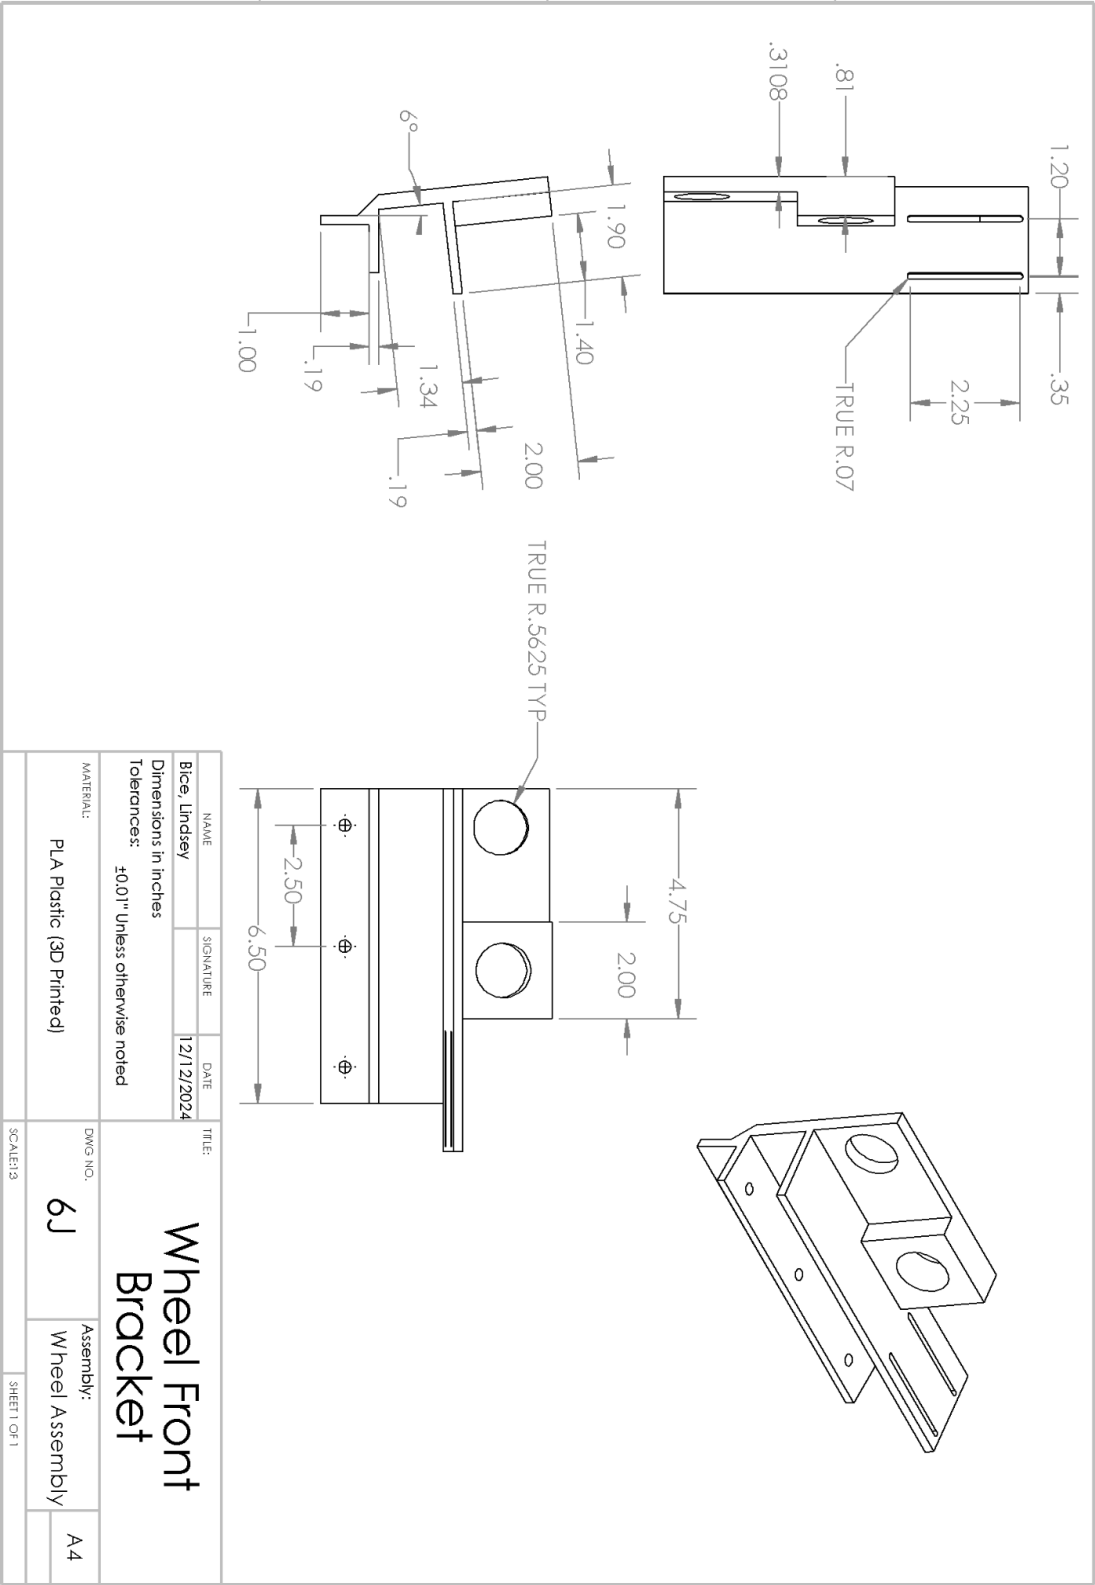 1.20
.35
.81
.3108
2.25
TRUE R.07
6°
1.90
1.40
1.00
.19
1.34
.19
2.00
TRUE R.5625 TYP
4.75
2.00
2.50
6.50
NAME
SIGNATURE
DATE
Bice, Lindsey
12/12/2024
Dimensions in inches
Tolerances:
±0.01" Unless otherwise noted
MATERIAL:
PLA Plastic (3D Printed)
TITLE:
Wheel Front
Bracket
DWG NO.
6J
Assembly:
Wheel Assembly
A4
SCALE:1:3
SHEET 1 OF 1